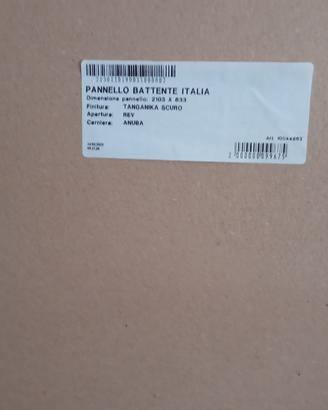 PANNELLO BATTENTE ITALIA
Dimensione pannello: 2103 X 833
Finitura: TANGANIKA SCURO
Apertura: REV
Cerniera: ANUBA